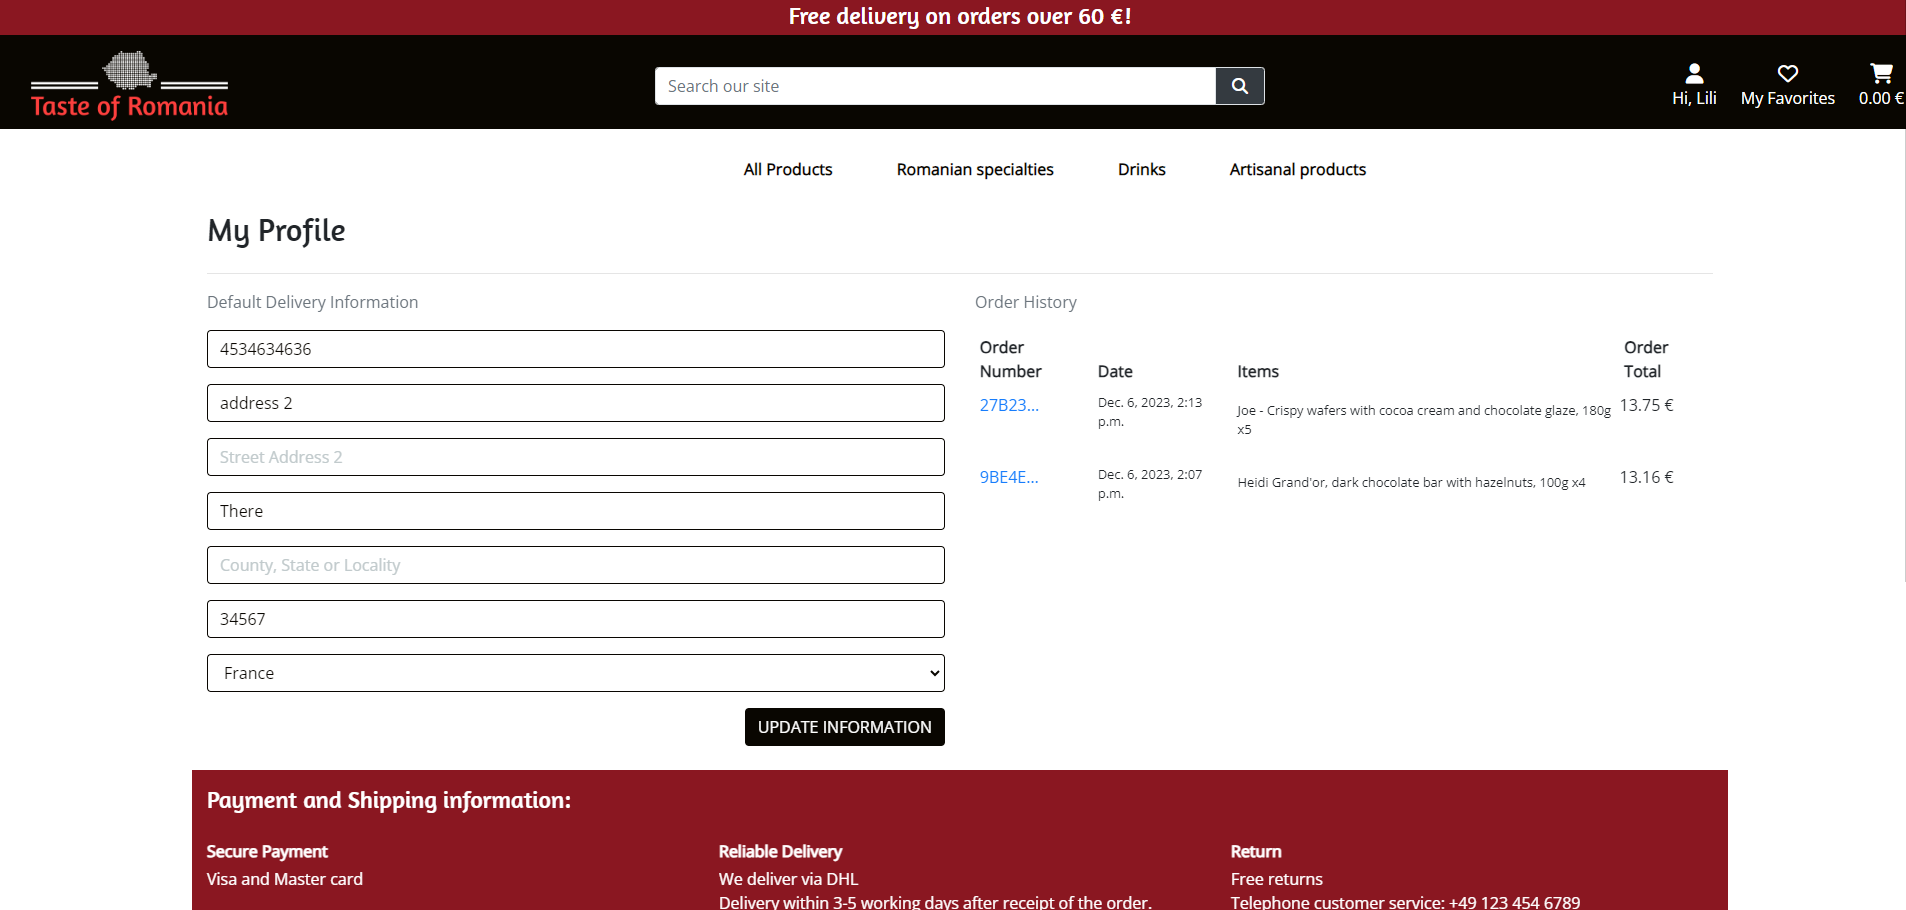 Free delivery on orders over 60 €!
Taste of Romania
Search our site
Hi, Lili
My Favorites
0.00 €
All Products
Romanian specialties
Drinks
Artisanal products
My Profile
Default Delivery Information
4534634636
address 2
Street Address 2
There
County, State or Locality
34567
France
UPDATE INFORMATION
Order History
Order Number
Date
Items
Order Total
27B23...
Dec. 6, 2023, 2:13
p.m.
Joe - Crispy wafers with cocoa cream and chocolate glaze, 180g
x5
13.75 €
9BE4E...
Dec. 6, 2023, 2:07
p.m.
Heidi Grand'or, dark chocolate bar with hazelnuts, 100g x4
13.16 €
Payment and Shipping information:
Secure Payment
Visa and Master card
Reliable Delivery
We deliver via DHL
Delivery within 3-5 working days after receipt of the order.
Return
Free returns
Telephone customer service: +49 123 454 6789